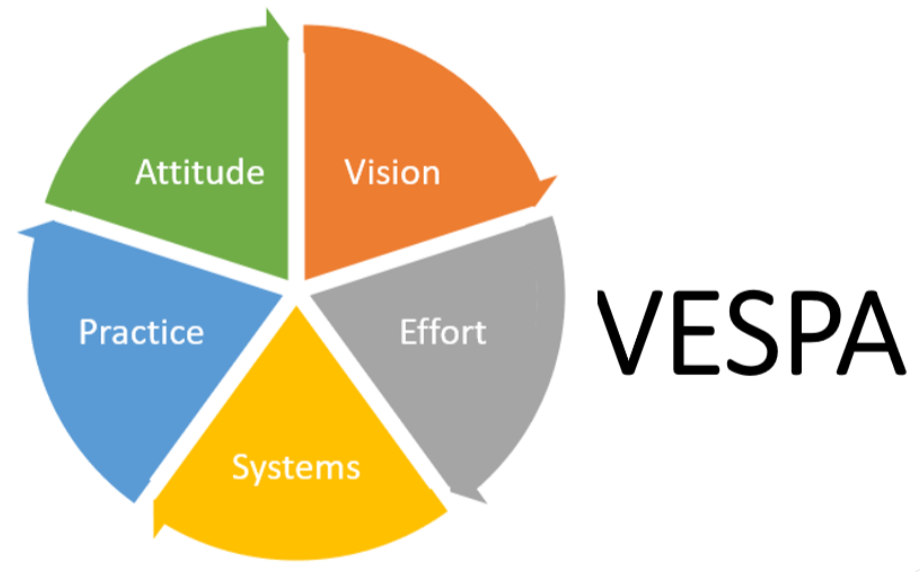 Attitude
Vision
Practice
Effort
VESPA
Systems